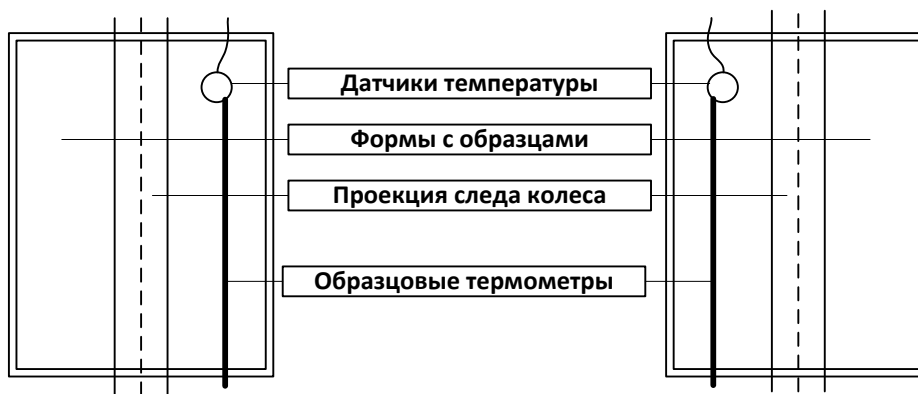 Датчики температуры
Формы с образцами
Проекция следа колеса
Образцовые термометры